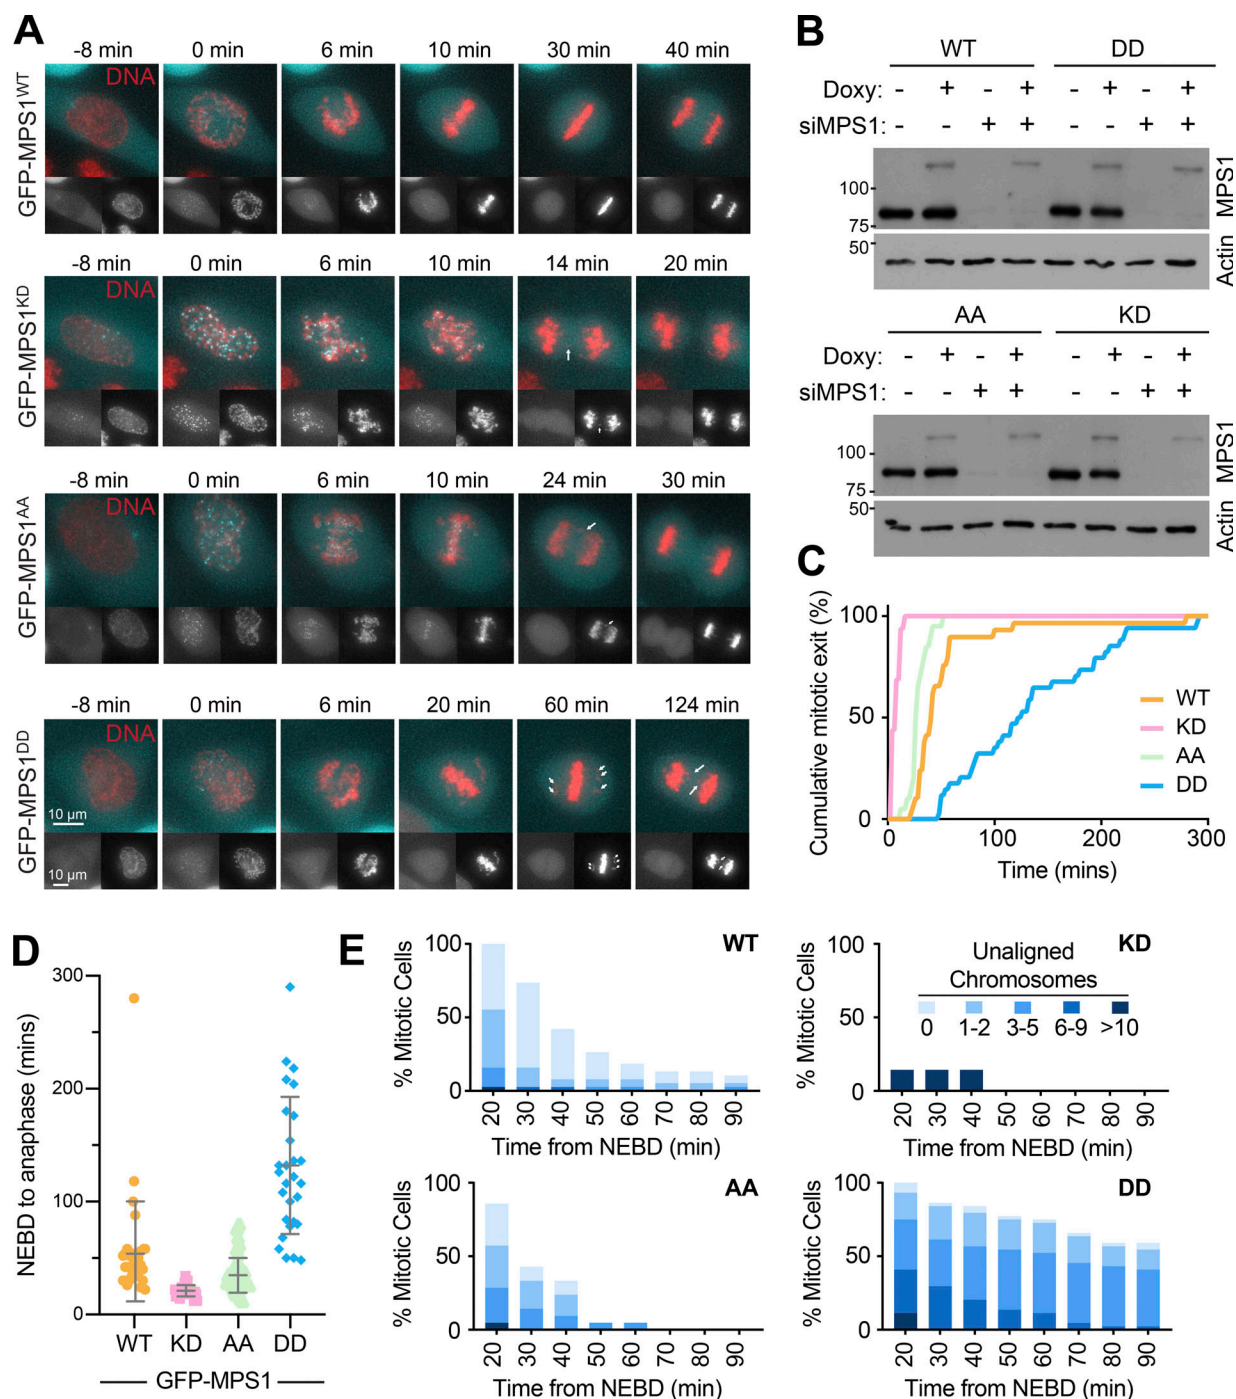 A
-8 min 0 min 6 min 10 min 30 min 40 min
DNA
GFP-MPS1WT
-8 min 0 min 6 min 10 min 14 min 20 min
DNA
GFP-MPS1KD
-8 min 0 min 6 min 10 min 24 min 30 min
DNA
GFP-MPS1AA
-8 min 0 min 6 min 20 min 60 min 124 min
DNA
GFP-MPS1DD
10 µm
10 µm
B
WT DD
Doxy: - + - + - + - +
siMPS1: - - + + - - + +
100
75
MPS1
50
Actin
AA KD
Doxy: - + - + - + - +
siMPS1: - - + + - - + +
100
75
MPS1
50
Actin
C
Cumulative mitotic exit (%)
100
50
0
0 100 200 300
Time (mins)
WT
KD
AA
DD
D
NEBD to anaphase (mins)
300
200
100
0
WT KD AA DD
GFP-MPS1
E
WT
% Mitotic Cells
100
50
0
20 30 40 50 60 70 80 90
Time from NEBD (min)
KD
Unaligned
Chromosomes
0 1-2 3-5 6-9 >10
% Mitotic Cells
100
50
0
20 30 40 50 60 70 80 90
Time from NEBD (min)
AA
% Mitotic Cells
100
50
0
20 30 40 50 60 70 80 90
Time from NEBD (min)
DD
% Mitotic Cells
100
50
0
20 30 40 50 60 70 80 90
Time from NEBD (min)